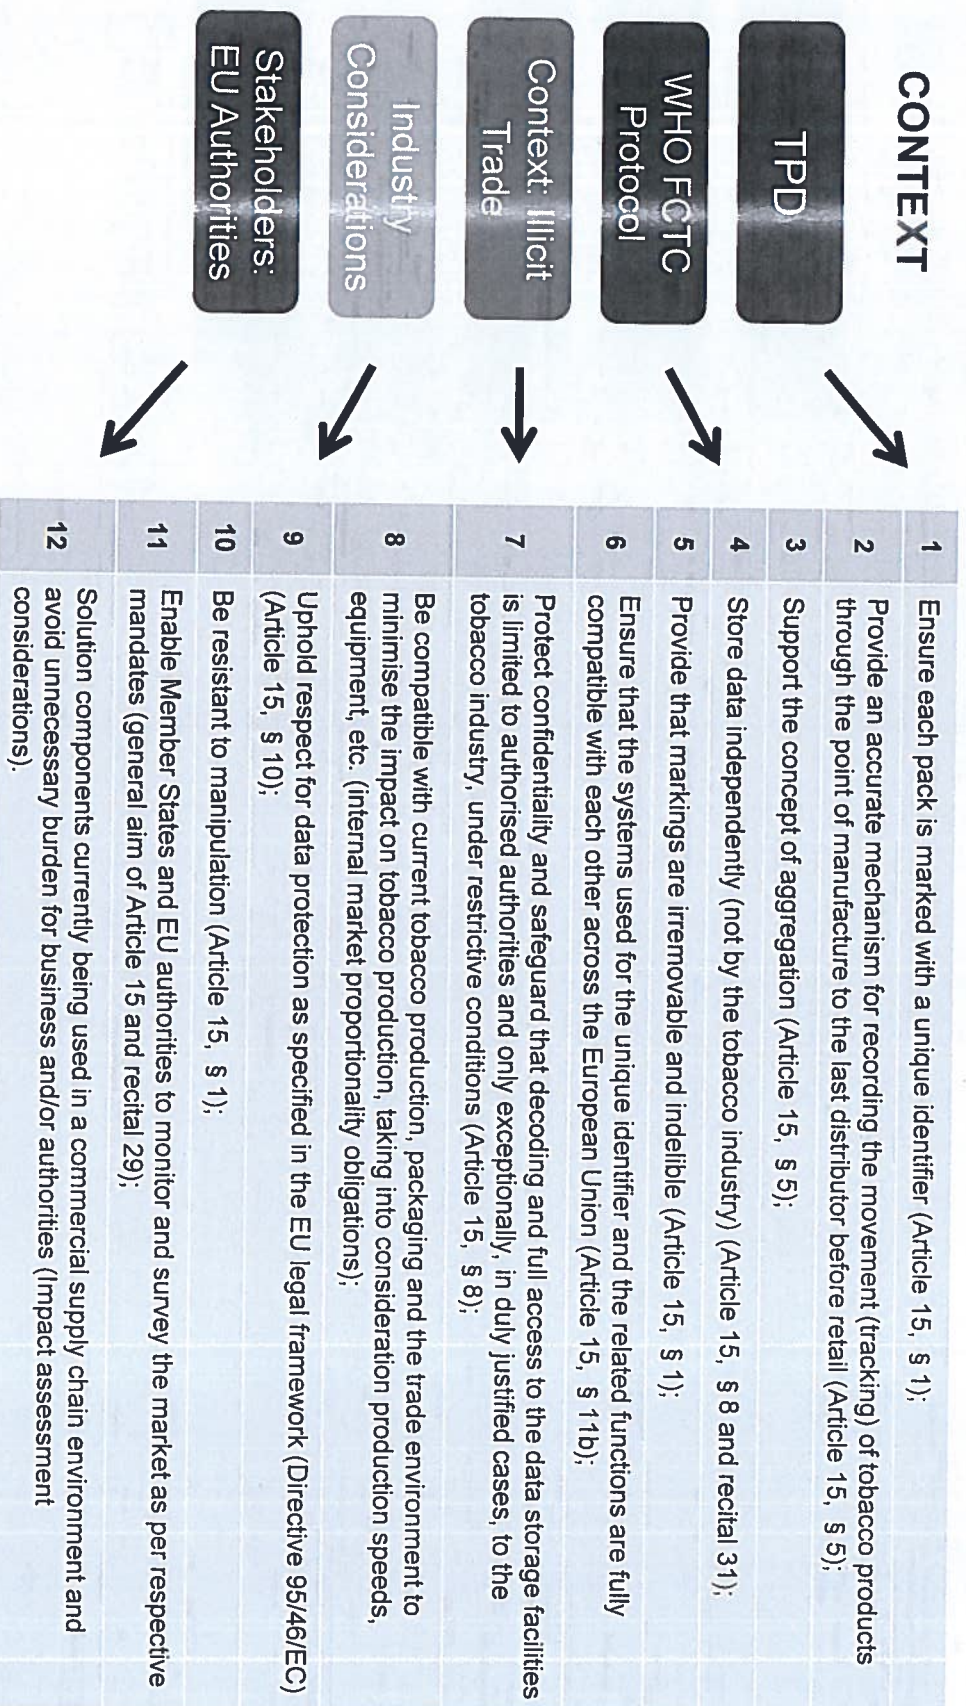 CONTEXT
TPD
WHO FCTC
Protocol
Context: Illicit
Trade
Industry
Considerations
Stakeholders:
EU Authorities
1 Ensure each pack is marked with a unique identifier (Article 15, § 1);
2 Provide an accurate mechanism for recording the movement (tracking) of tobacco products
through the point of manufacture to the last distributor before retail (Article 15, § 5);
3 Support the concept of aggregation (Article 15, § 5);
4 Store data independently (not by the tobacco industry) (Article 15, § 8 and recital 31);
5 Provide that markings are irremovable and indelible (Article 15, § 1);
6 Ensure that the systems used for the unique identifier and the related functions are fully
compatible with each other across the European Union (Article 15, § 11b);
7 Protect confidentiality and safeguard that decoding and full access to the data storage facilities
is limited to authorised authorities and only exceptionally, in duly justified cases, to the
tobacco industry, under restrictive conditions (Article 15, § 8);
8 Be compatible with current tobacco production, packaging and the trade environment to
minimise the impact on tobacco production, taking into consideration production speeds,
equipment, etc. (internal market proportionality obligations);
9 Uphold respect for data protection as specified in the EU legal framework (Directive 95/46/EC)
(Article 15, § 10);
10 Be resistant to manipulation (Article 15, § 1);
11 Enable Member States and EU authorities to monitor and survey the market as per respective
mandates (general aim of Article 15 and recital 29);
12 Solution components currently being used in a commercial supply chain environment and
avoid unnecessary burden for business and/or authorities (Impact assessment
considerations).